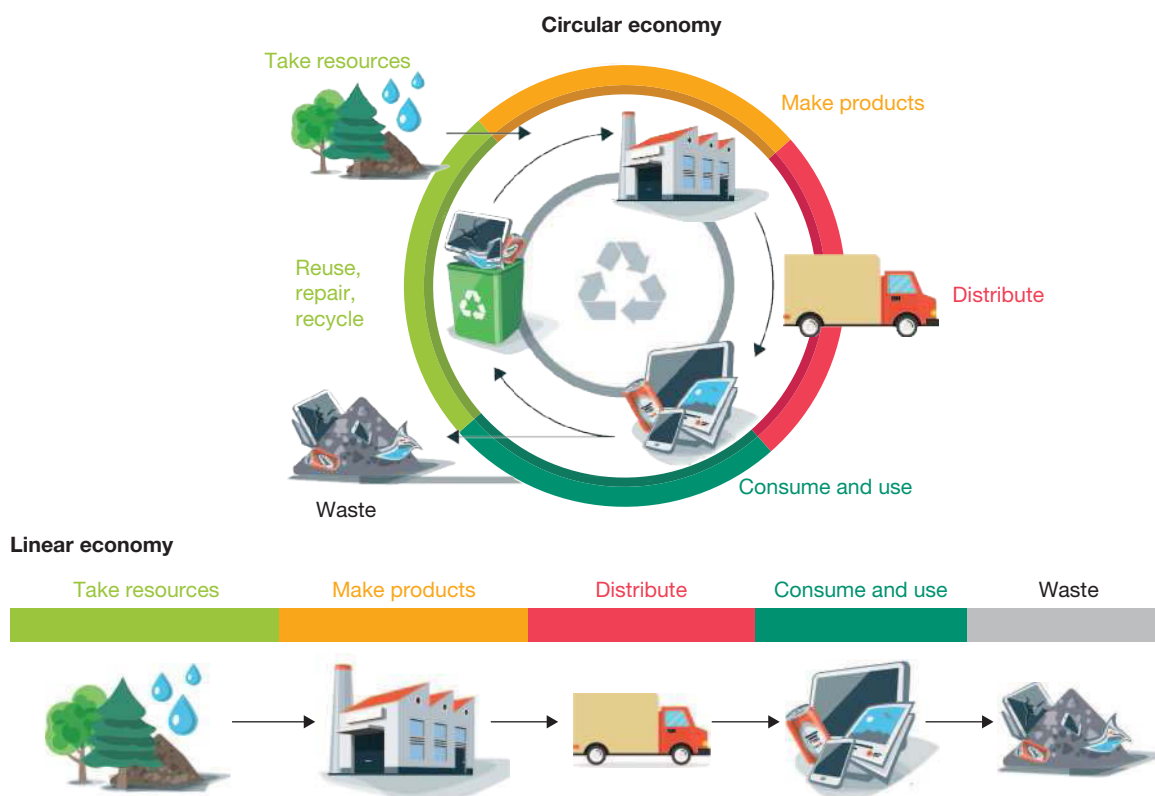 Circular economy
Take resources
Make products
Reuse,
repair,
recycle
Distribute
Consume and use
Waste
Linear economy
Take resources
Make products
Distribute
Consume and use
Waste